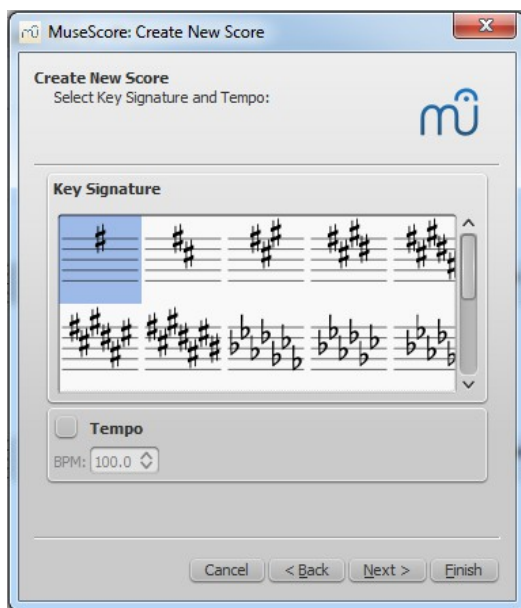 MuseScore: Create New Score
Create New Score
Select Key Signature and Tempo:
Key Signature
Tempo
BPM: 100.0
Cancel < Back Next > Finish